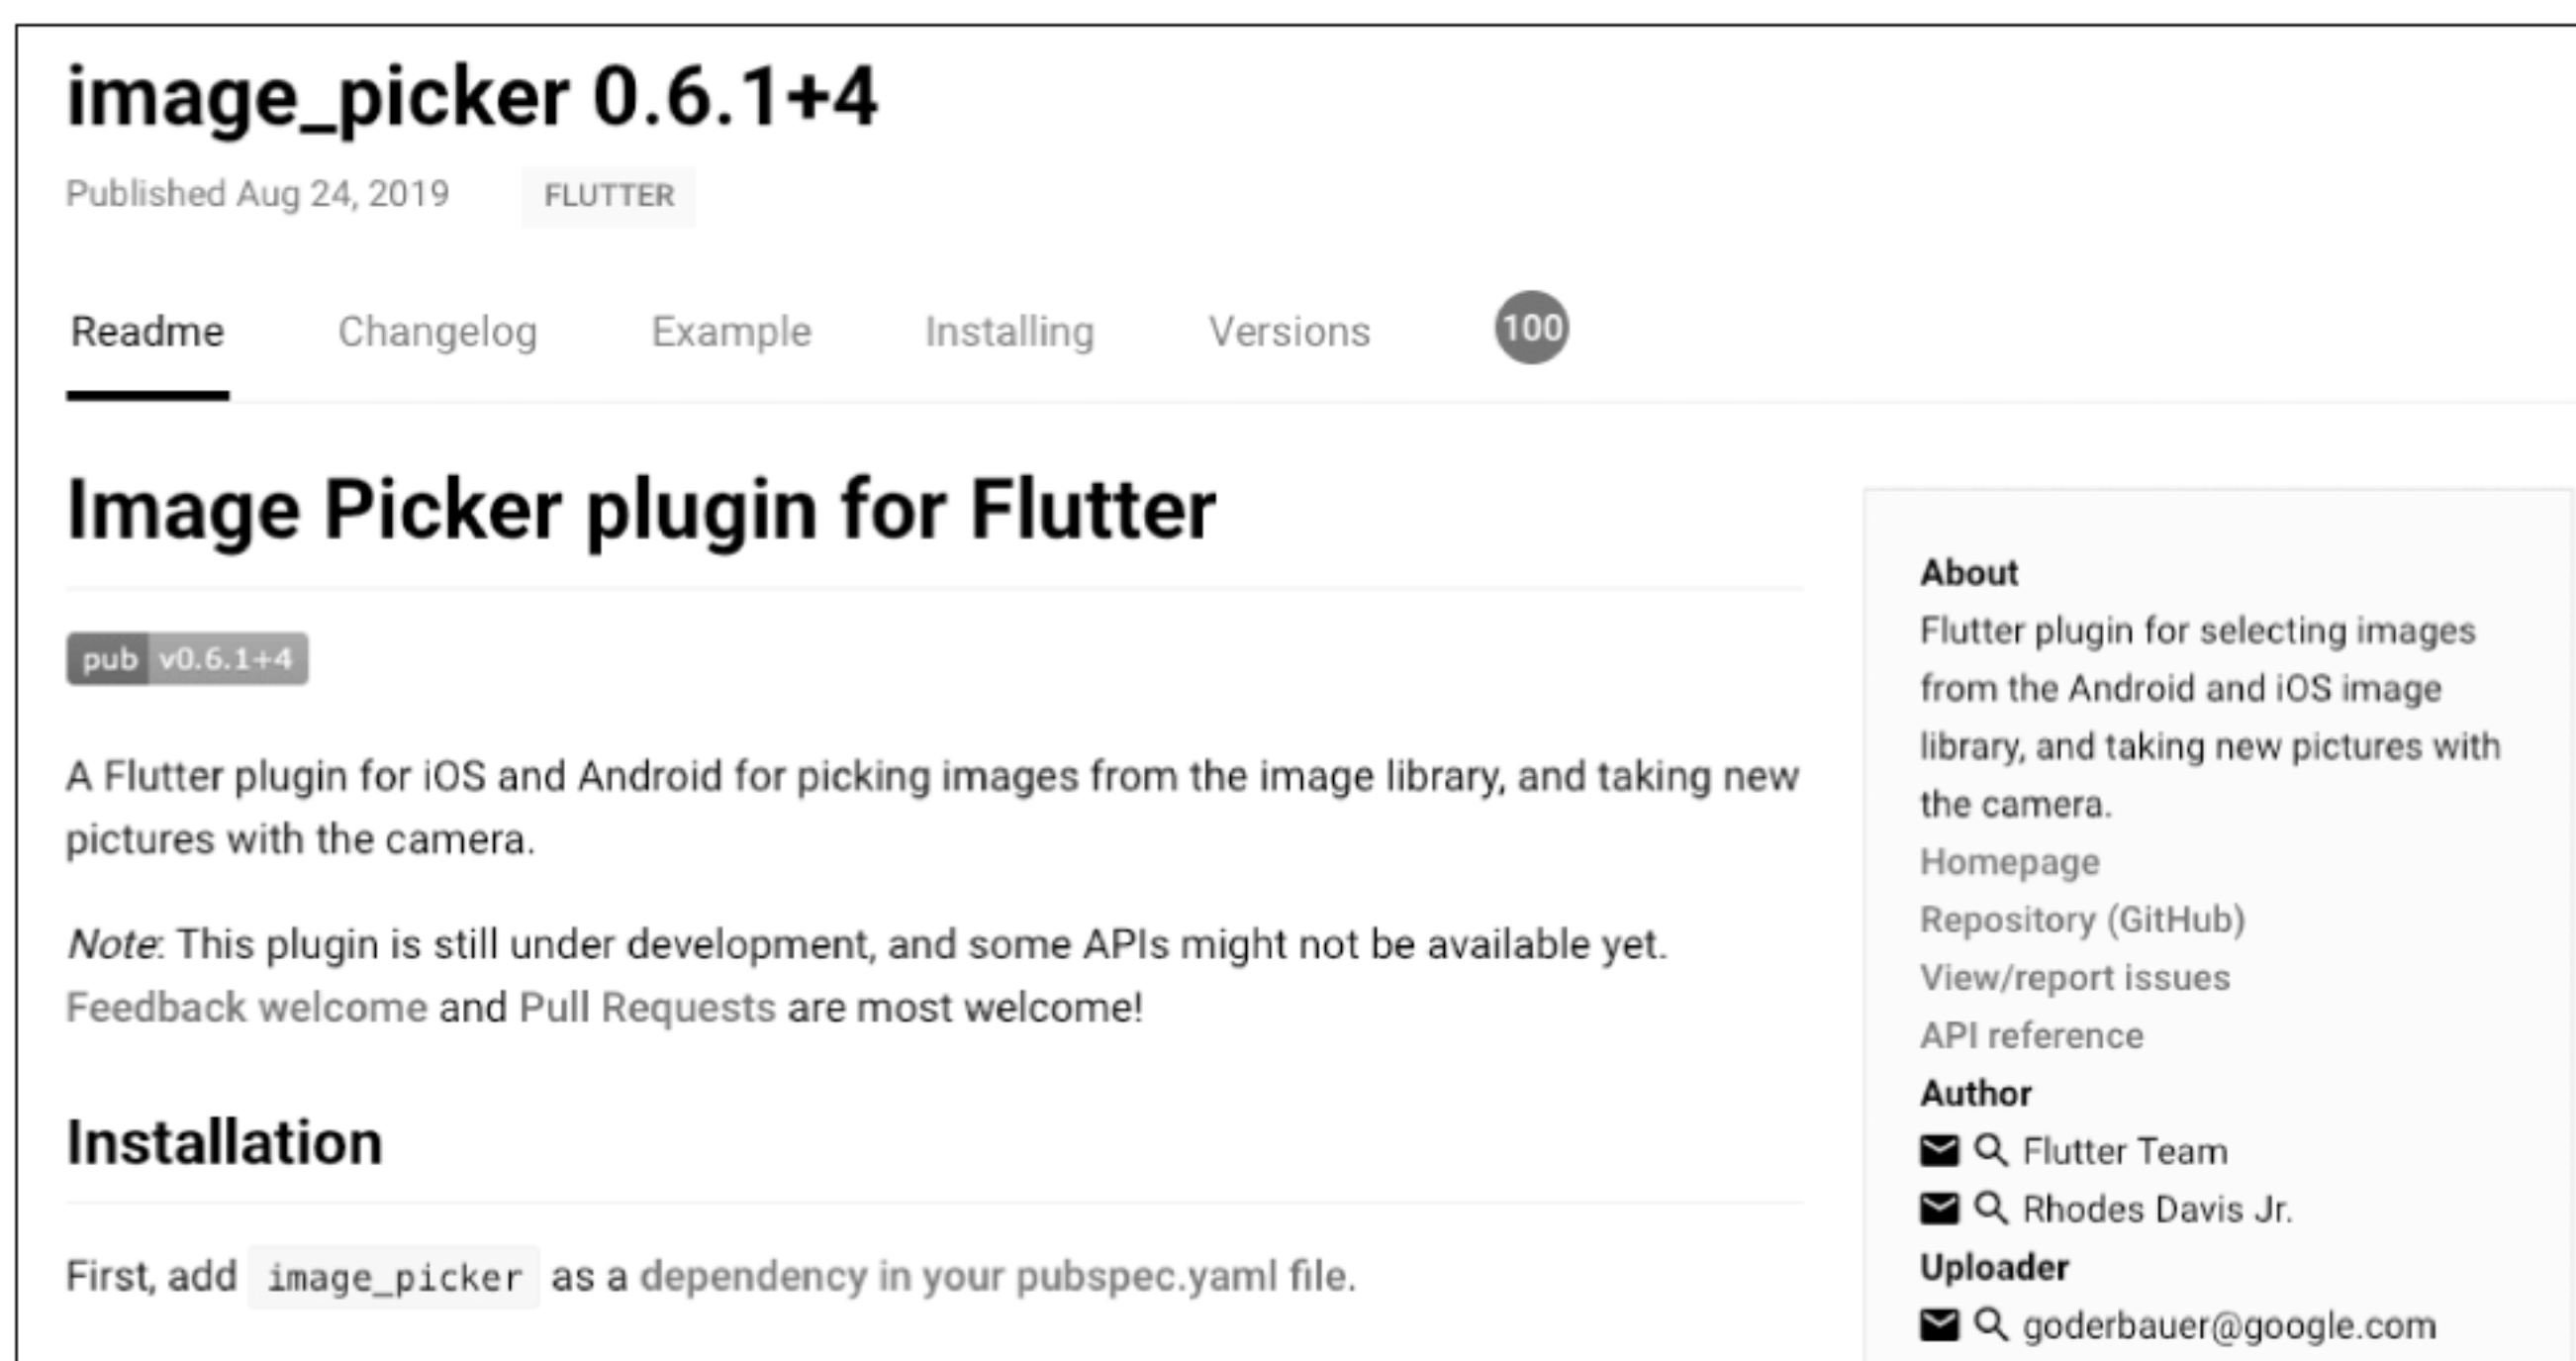 image_picker 0.6.1+4
Published Aug 24, 2019 FLUTTER
Readme Changelog Example Installing Versions 100
Image Picker plugin for Flutter
pub v0.6.1+4
A Flutter plugin for iOS and Android for picking images from the image library, and taking new
pictures with the camera.
Note: This plugin is still under development, and some APIs might not be available yet.
Feedback welcome and Pull Requests are most welcome!
Installation
First, add image_picker as a dependency in your pubspec.yaml file.
About
Flutter plugin for selecting images
from the Android and iOS image
library, and taking new pictures with
the camera.
Homepage
Repository (GitHub)
View/report issues
API reference
Author
Flutter Team
Rhodes Davis Jr.
Uploader
goderbauer@google.com